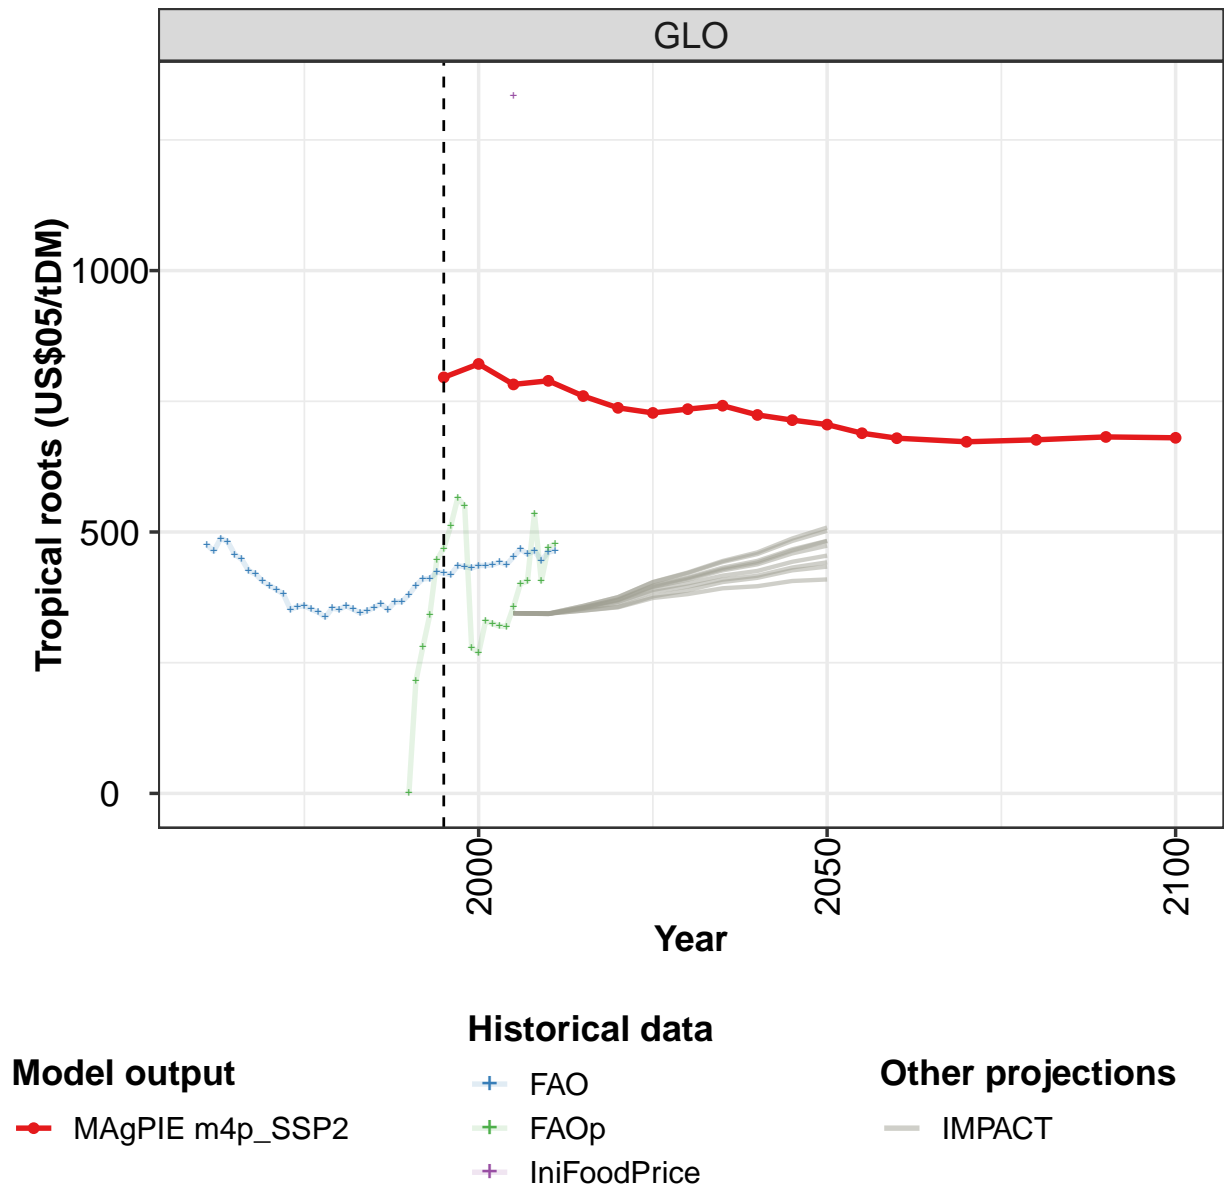 GLO
Tropical roots (US$05/tDM)
1000
500
0
2000
2050
2100
Year
Model output
MAgPIE m4p_SSP2
Historical data
FAO
FAOp
IniFoodPrice
Other projections
IMPACT